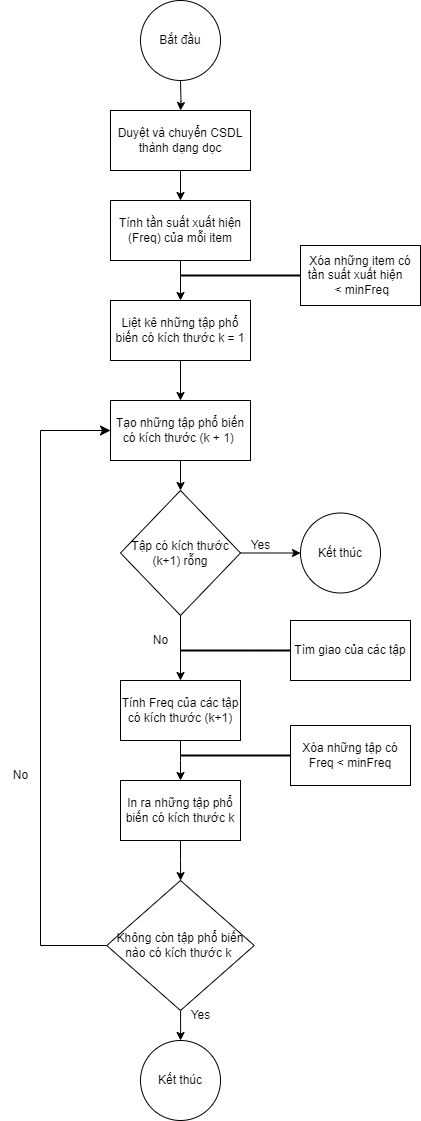 Bắt đầu
Duyệt và chuyển CSDL
thành dạng dọc
Tính tần suất xuất hiện
(Freq) của mỗi item
Xóa những item có
tần suất xuất hiện
< minFreq
Liệt kê những tập phổ
biến có kích thước k = 1
Tạo những tập phổ biến
có kích thước (k + 1)
Tập có kích thước
(k+1) rỗng
Yes
Kết thúc
No
Tìm giao của các tập
Tính Freq của các tập
có kích thước (k+1)
Xóa những tập có
Freq < minFreq
No
In ra những tập phổ
biến có kích thước k
Không còn tập phổ biến
nào có kích thước k
Yes
Kết thúc